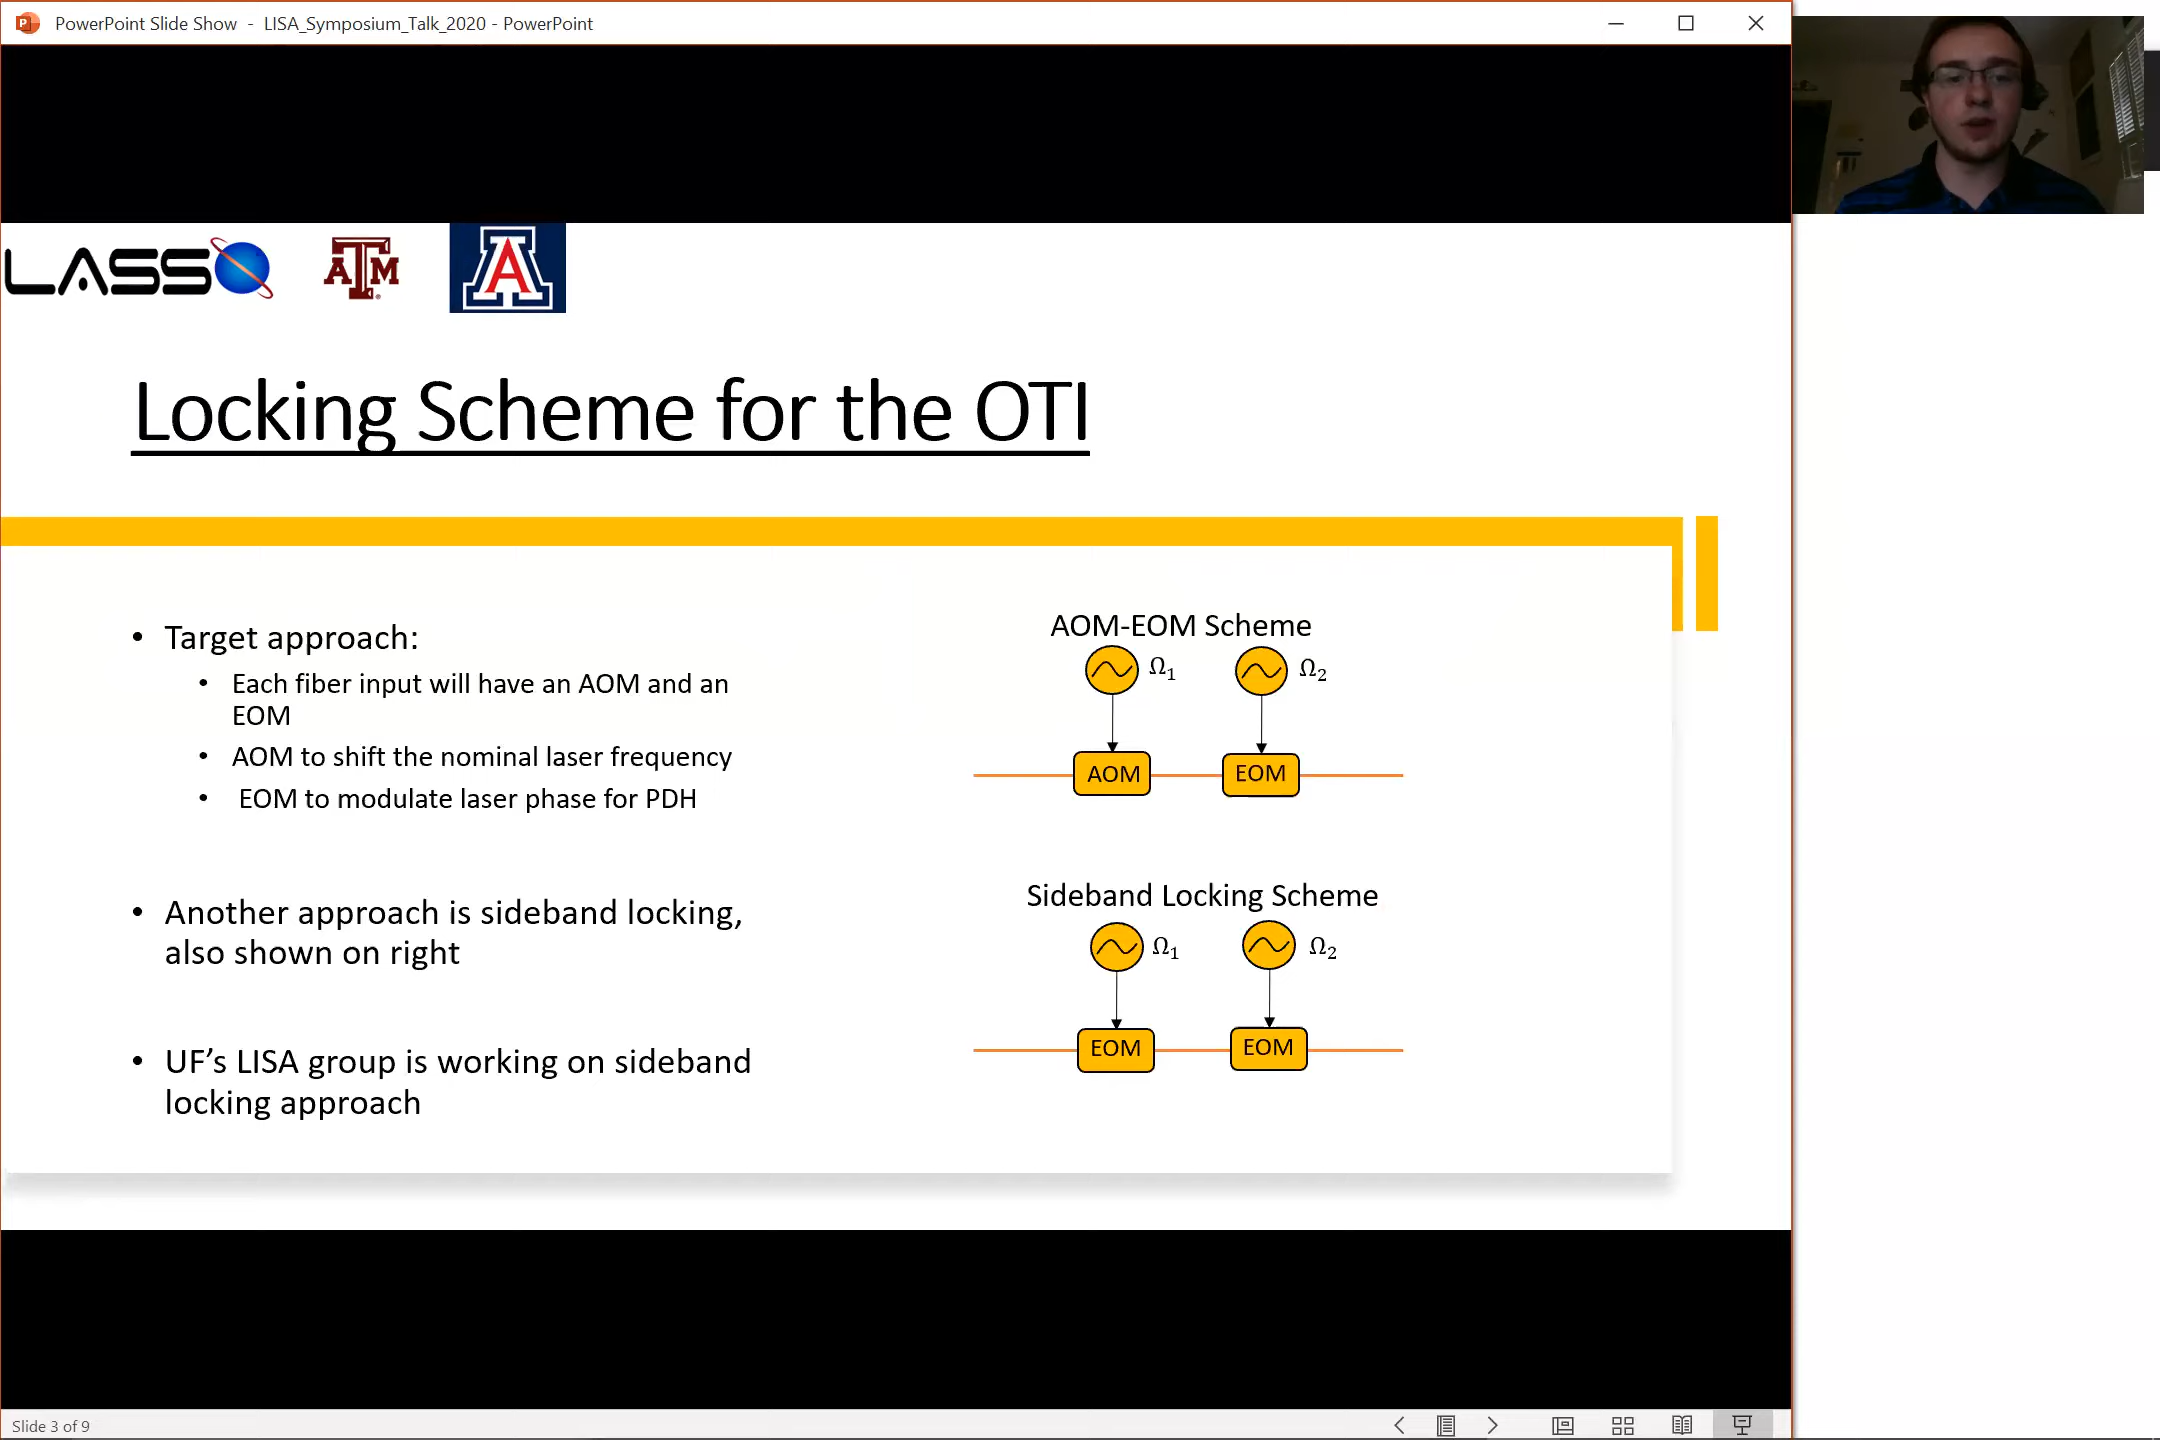 PowerPoint Slide Show - LISA_Symposium_Talk_2020 - PowerPoint
LASSO
ATM
A
Locking Scheme for the OTI
• Target approach:
• Each fiber input will have an AOM and an
EOM
• AOM to shift the nominal laser frequency
• EOM to modulate laser phase for PDH
• Another approach is sideband locking,
also shown on right
• UF's LISA group is working on sideband
locking approach
AOM-EOM Scheme
Ω₁ Ω₂
AOM EOM
Sideband Locking Scheme
Ω₁ Ω₂
EOM EOM
Slide 3 of 9